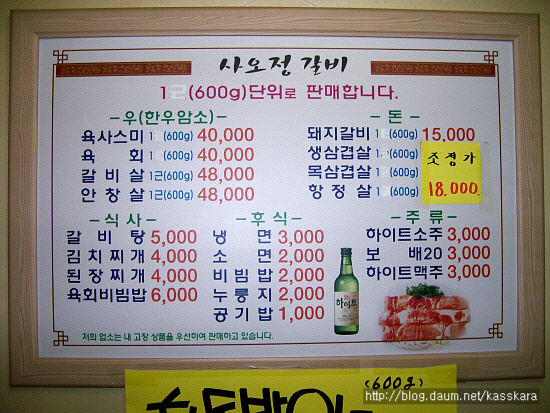 사오정갈비
1근(600g)단위로 판매합니다.
-우(한우암소)-
육사스미 1근(600g) 40,000
육 회 1근(600g) 40,000
갈 비 살 1근(600g) 48,000
안 창 살 1근(600g) 48,000
-돈-
돼지갈비 1근(600g) 15,000
생삼겹살 1근(600g)
목삼겹살 1근(600g)
항 정 살 1근(600g)
조정가
18.000
-식 사-
갈 비 탕 5,000
김치찌개 4,000
된장찌개 4,000
육회비빔밥 6,000
-후 식-
냉 면 3,000
소 면 2,000
비빔밥 2,000
누룽지 2,000
공기밥 1,000
-주 류-
하이트소주 3,000
보 배20 3,000
하이트맥주 3,000
하이트
저희 업소는 내 고장 상품을 우선하여 판매하고 있습니다.
(600g)
http://blog.daum.net/kasskara